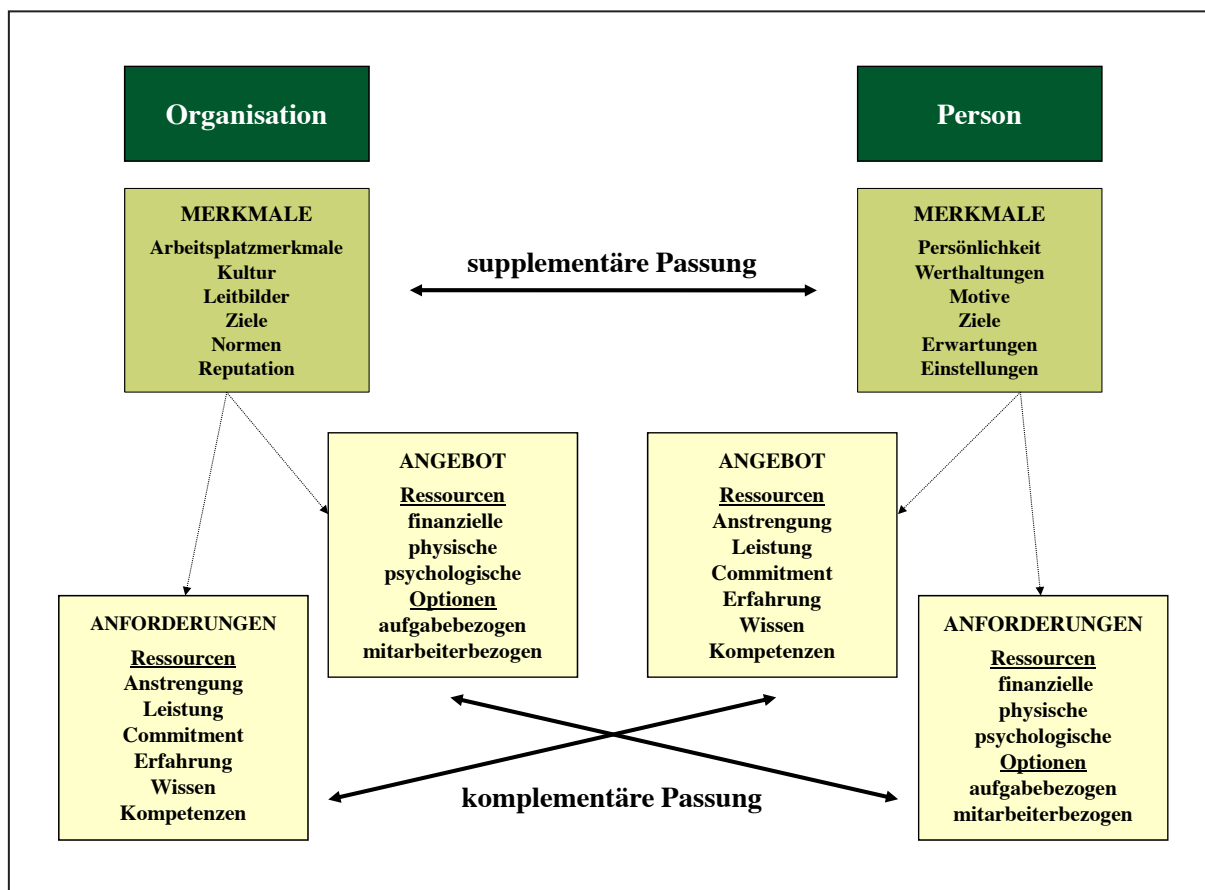 Organisation
Person
MERKMALE
Arbeitsplatzmerkmale
Kultur
Leitbilder
Ziele
Normen
Reputation
supplementäre Passung
MERKMALE
Persönlichkeit
Werthaltungen
Motive
Ziele
Erwartungen
Einstellungen
ANGEBOT
Ressourcen
finanzielle
physische
psychologische
Optionen
aufgabebezogen
mitarbeiterbezogen
ANGEBOT
Ressourcen
Anstrengung
Leistung
Commitment
Erfahrung
Wissen
Kompetenzen
ANFORDERUNGEN
Ressourcen
Anstrengung
Leistung
Commitment
Erfahrung
Wissen
Kompetenzen
komplementäre Passung
ANFORDERUNGEN
Ressourcen
finanzielle
physische
psychologische
Optionen
aufgabebezogen
mitarbeiterbezogen